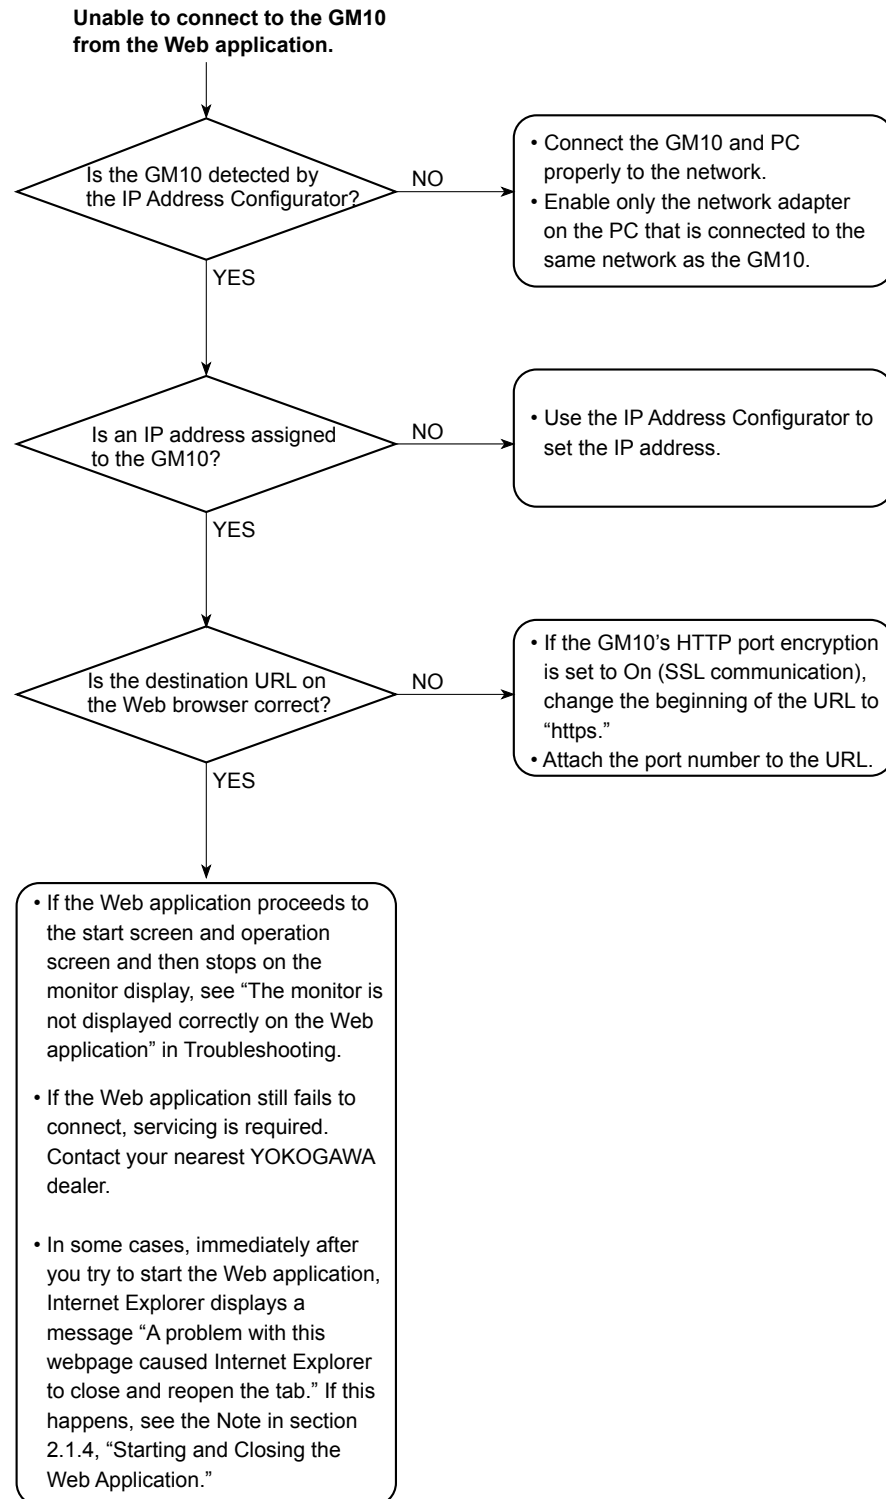 Unable to connect to the GM10
from the Web application.
Is the GM10 detected by
the IP Address Configurator?
NO
• Connect the GM10 and PC
properly to the network.
• Enable only the network adapter
on the PC that is connected to the
same network as the GM10.
YES
Is an IP address assigned
to the GM10?
NO
• Use the IP Address Configurator to
set the IP address.
YES
Is the destination URL on
the Web browser correct?
NO
• If the GM10’s HTTP port encryption
is set to On (SSL communication),
change the beginning of the URL to
“https.”
• Attach the port number to the URL.
YES
• If the Web application proceeds to
the start screen and operation
screen and then stops on the
monitor display, see “The monitor is
not displayed correctly on the Web
application” in Troubleshooting.
• If the Web application still fails to
connect, servicing is required.
Contact your nearest YOKOGAWA
dealer.
• In some cases, immediately after
you try to start the Web application,
Internet Explorer displays a
message “A problem with this
webpage caused Internet Explorer
to close and reopen the tab.” If this
happens, see the Note in section
2.1.4, “Starting and Closing the
Web Application.”